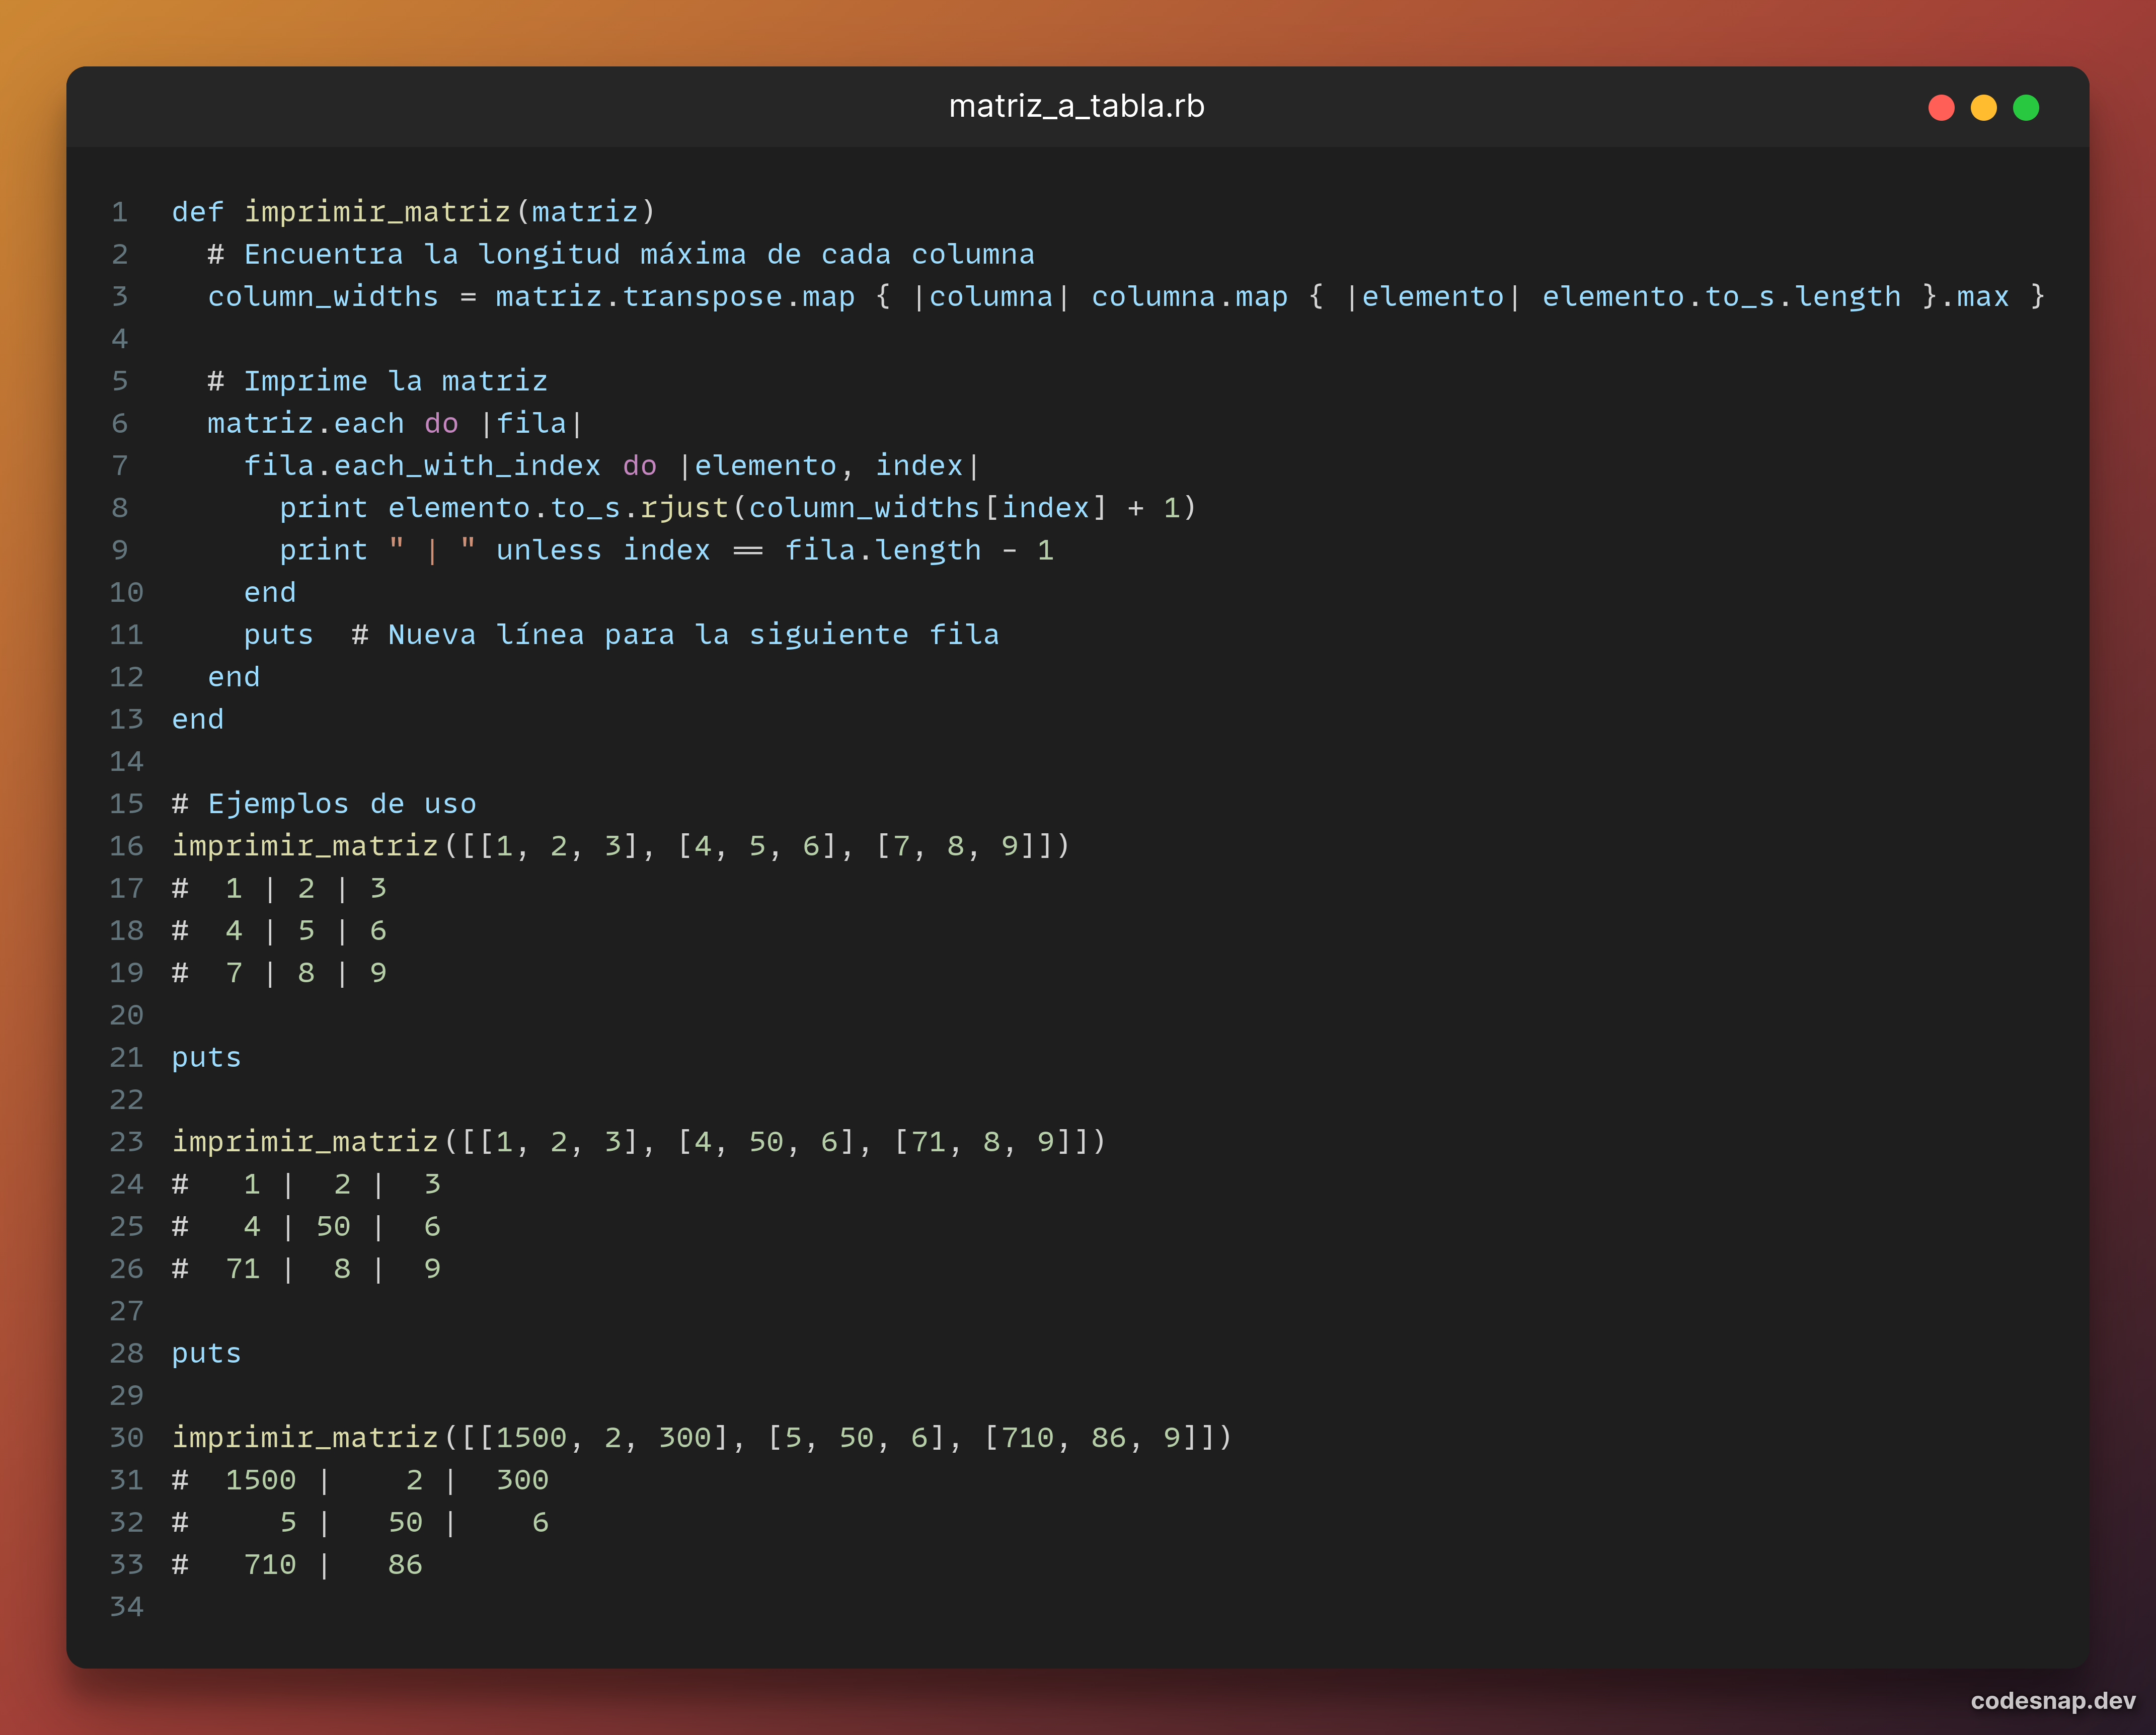 matriz_a_tabla.rb
1 def imprimir_matriz(matriz)
2   # Encuentra la longitud máxima de cada columna
3   column_widths = matriz.transpose.map { |columna| columna.map { |elemento| elemento.to_s.length }.max }
4
5   # Imprime la matriz
6   matriz.each do |fila|
7     fila.each_with_index do |elemento, index|
8       print elemento.to_s.rjust(column_widths[index] + 1)
9       print " | " unless index == fila.length - 1
10     end
11     puts  # Nueva línea para la siguiente fila
12   end
13 end
14
15 # Ejemplos de uso
16 imprimir_matriz([[1, 2, 3], [4, 5, 6], [7, 8, 9]])
17 #  1 | 2 | 3
18 #  4 | 5 | 6
19 #  7 | 8 | 9
20
21 puts
22
23 imprimir_matriz([[1, 2, 3], [4, 50, 6], [71, 8, 9]])
24 #   1 |  2 |  3
25 #   4 | 50 |  6
26 #  71 |  8 |  9
27
28 puts
29
30 imprimir_matriz([[1500, 2, 300], [5, 50, 6], [710, 86, 9]])
31 #  1500 |    2 |  300
32 #     5 |   50 |    6
33 #   710 |   86
34
codesnap.dev